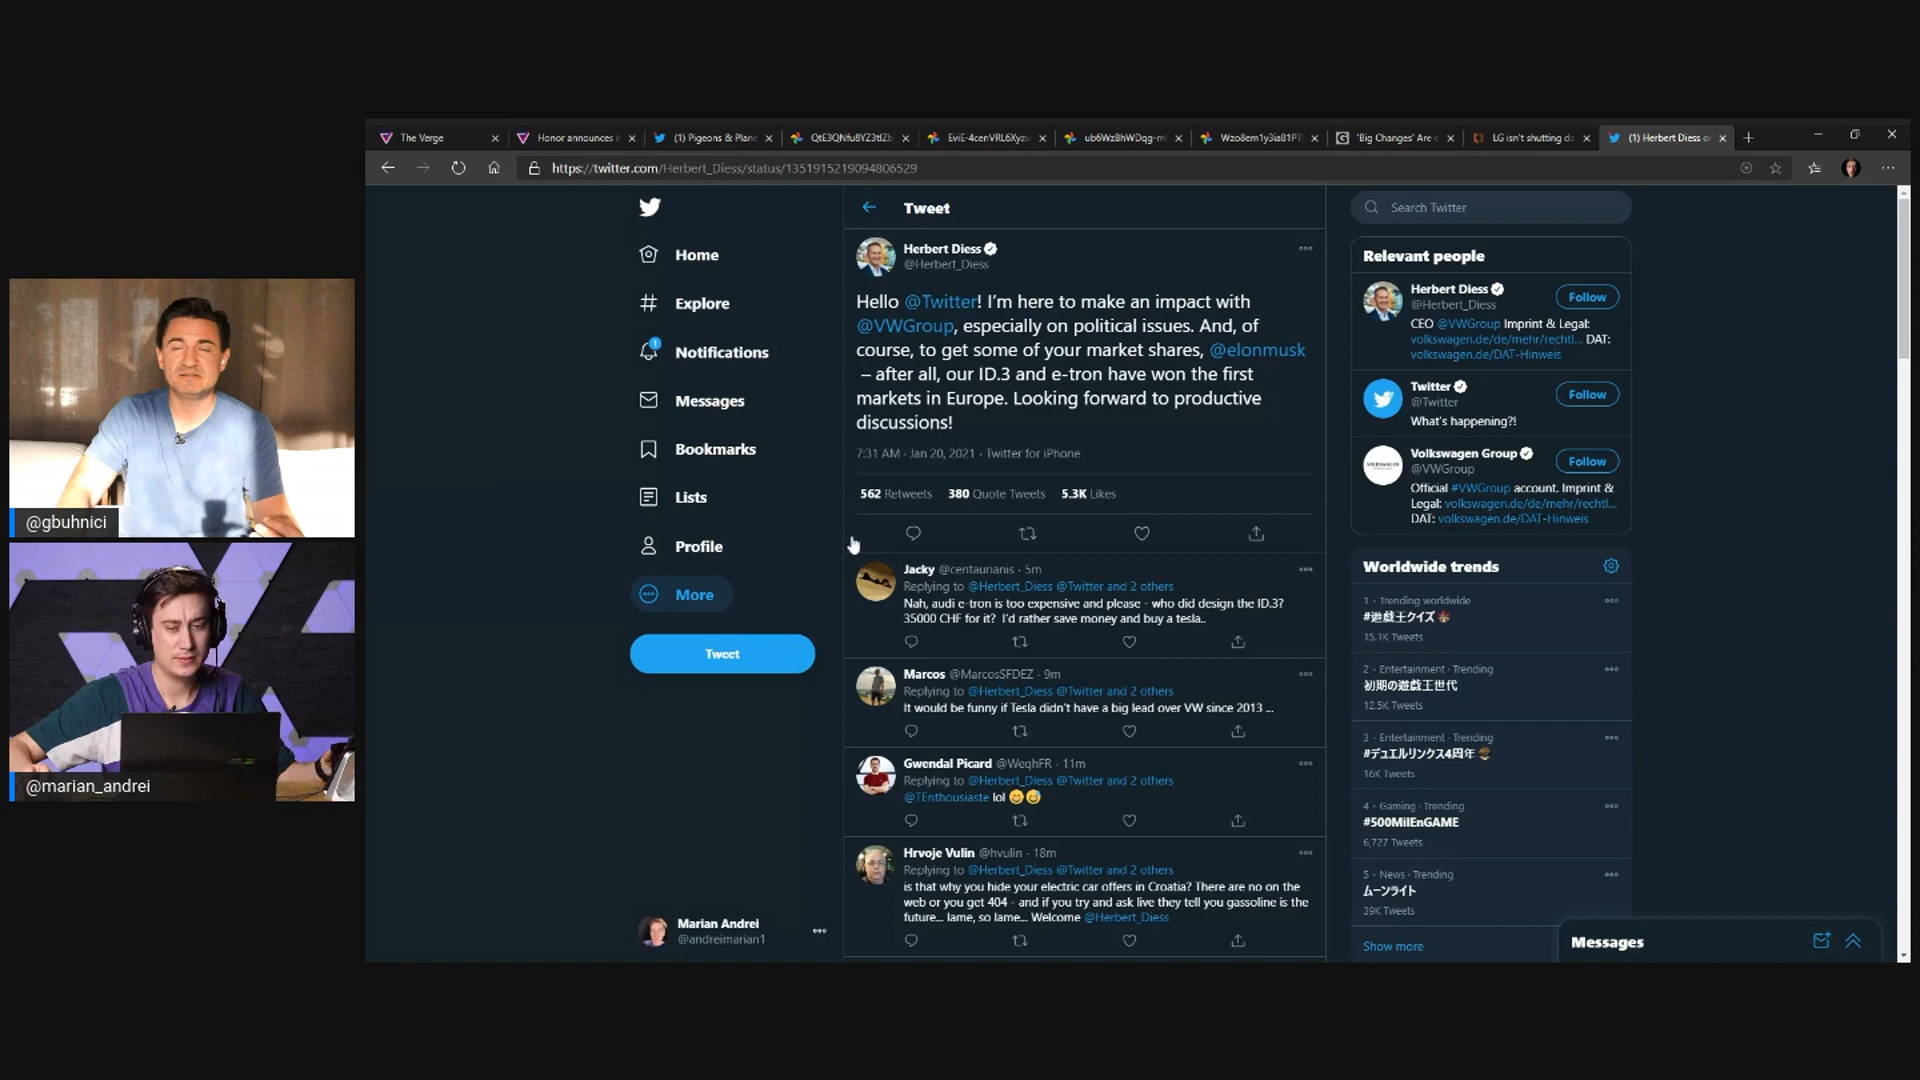 The Verge
Honor announces i
(1) Pigeons & Plane
QtE3QNfu8YZ3tIZb
EviE-4cenVRL6Xyzv
ub6WzBhWDqg-m
Wzo8em1y3ia81PT
'Big Changes' Are c
LG isn't shutting do
(1) Herbert Diess o
https://twitter.com/Herbert_Diess/status/1351915219094806529
Home
Explore
1
Notifications
Messages
Bookmarks
Lists
Profile
More
Tweet
Marian Andrei
@andreimarian1
Tweet
Herbert Diess
@Herbert_Diess
Hello @Twitter! I'm here to make an impact with
@VWGroup, especially on political issues. And, of
course, to get some of your market shares, @elonmusk
– after all, our ID.3 and e-tron have won the first
markets in Europe. Looking forward to productive
discussions!
7:31 AM · Jan 20, 2021 · Twitter for iPhone
562 Retweets 380 Quote Tweets 5.3K Likes
Jacky @centaurianis · 5m
Replying to @Herbert_Diess @Twitter and 2 others
Nah, audi e-tron is too expensive and please - who did design the ID.3?
35000 CHF for it? I'd rather save money and buy a tesla..
Marcos @MarcosSFDEZ · 9m
Replying to @Herbert_Diess @Twitter and 2 others
It would be funny if Tesla didn't have a big lead over VW since 2013 ...
Gwendal Picard @WeqhFR · 11m
Replying to @Herbert_Diess @Twitter and 2 others
@TEnthousiaste lol 😄😅
Hrvoje Vulin @hvulin · 18m
Replying to @Herbert_Diess @Twitter and 2 others
is that why you hide your electric car offers in Croatia? There are no on the
web or you get 404 - and if you try and ask live they tell you gassoline is the
future... lame, so lame... Welcome @Herbert_Diess
Search Twitter
Relevant people
Herbert Diess
@Herbert_Diess
Follow
CEO @VWGroup Imprint & Legal:
volkswagen.de/de/mehr/rechtl... DAT:
volkswagen.de/DAT-Hinweis
Twitter
@Twitter
Follow
What's happening?!
Volkswagen Group
@VWGroup
Follow
Official #VWGroup account. Imprint &
Legal: volkswagen.de/de/mehr/rechtl...
DAT: volkswagen.de/DAT-Hinweis
Worldwide trends
1 · Trending worldwide
#遊戯王クイズ
15.1K Tweets
2 · Entertainment · Trending
初期の遊戯王世代
12.5K Tweets
3 · Entertainment · Trending
#デュエルリンクス4周年
16K Tweets
4 · Gaming · Trending
#500MilEnGAME
6,727 Tweets
5 · News · Trending
ムーンライト
39K Tweets
Show more
Messages
@gbuhnici
ASUS
@marian_andrei